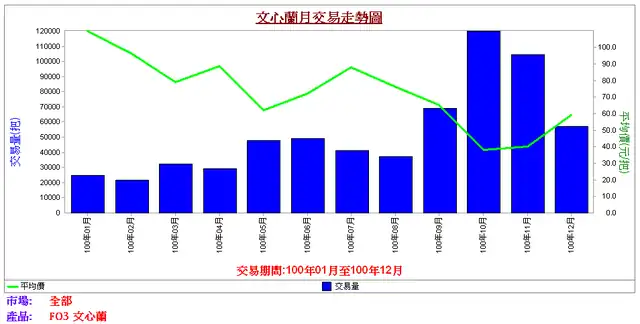 文心蘭月交易走勢圖
交易量(把)
120000
110000
100000
90000
80000
70000
60000
50000
40000
30000
20000
10000
0
平均價(元/把)
100.0
90.0
80.0
70.0
60.0
50.0
40.0
30.0
20.0
10.0
0.0
100年01月
100年02月
100年03月
100年04月
100年05月
100年06月
100年07月
100年08月
100年09月
100年10月
100年11月
100年12月
交易期間:100年01月至100年12月
平均價 交易量
市場: 全部
產品: FO3 文心蘭